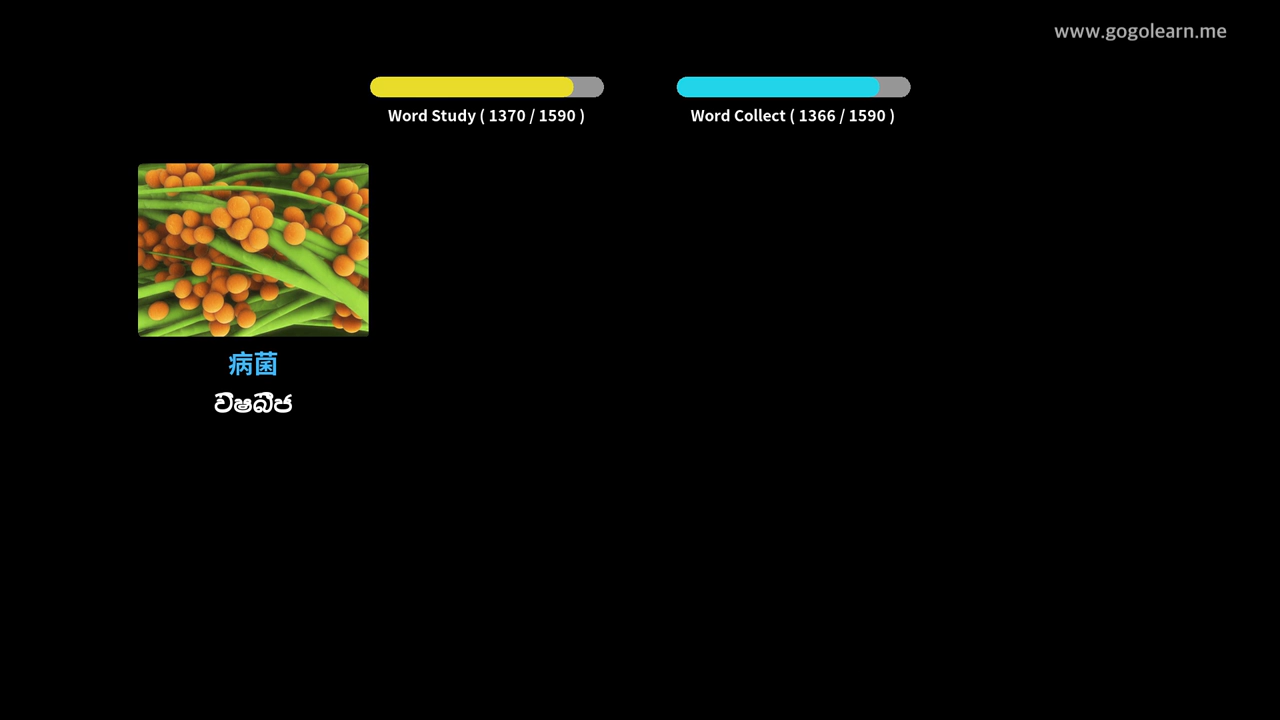 www.gogolearn.me
Word Study ( 1370 / 1590 )
Word Collect ( 1366 / 1590 )
病菌
විෂබීජ